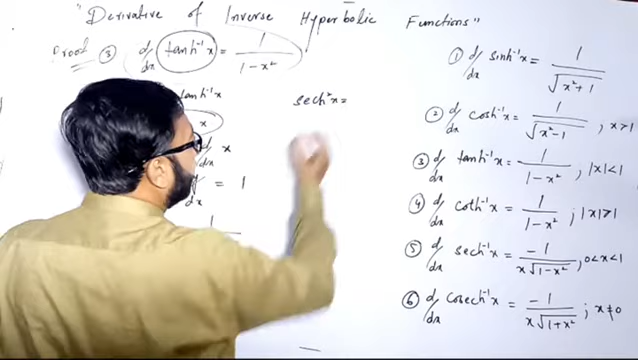 "Derivative of Inverse Hyperbolic Functions"
Proof ③ d/dx tanh⁻¹x = 1/(1-x²)
tanh⁻¹x
x
d/dx x
dx = 1
1
sech²x =
① d/dx sinh⁻¹x = 1/√(x²+1)
② d/dx cosh⁻¹x = 1/√(x²-1) , x>1
③ d/dx tanh⁻¹x = 1/(1-x²) , |x|<1
④ d/dx coth⁻¹x = 1/(1-x²) ; |x|>1
⑤ d/dx sech⁻¹x = -1/(x√(1-x²)) , 0<x<1
⑥ d/dx cosech⁻¹x = -1/(x√(1+x²)) ; x≠0